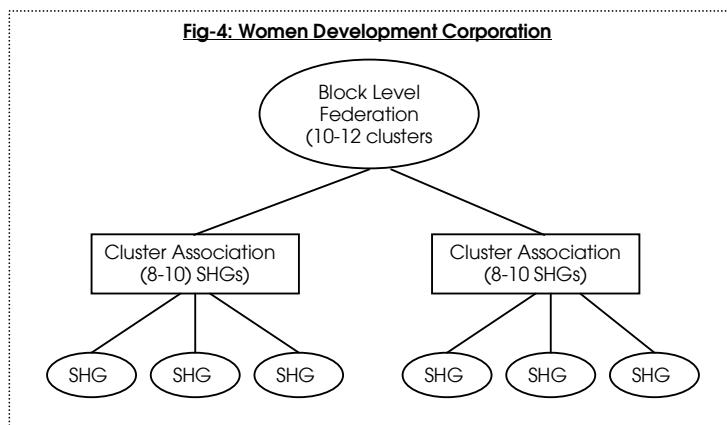 Fig-4: Women Development Corporation
Block Level
Federation
(10-12 clusters
Cluster Association
(8-10) SHGs)
Cluster Association
(8-10 SHGs)
SHG
SHG
SHG
SHG
SHG
SHG